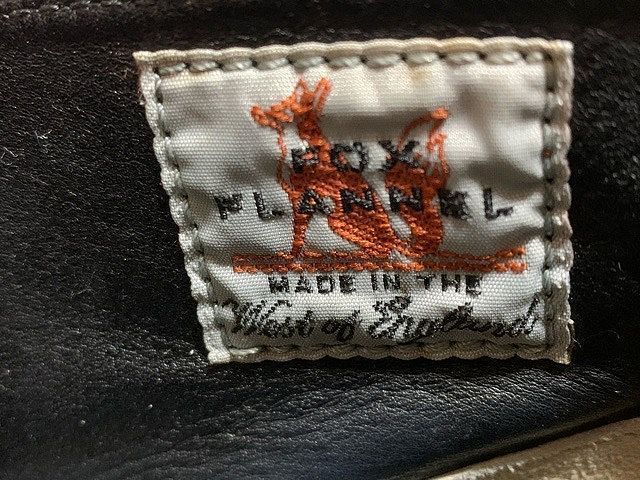 FOX
FLANNEL
MADE IN THE
West of England